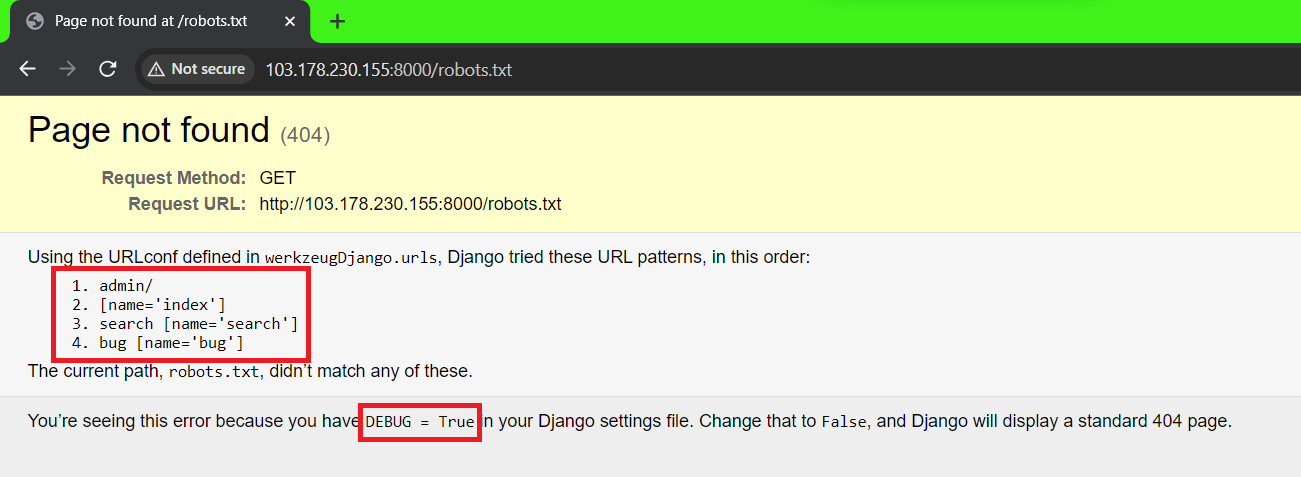 Page not found at /robots.txt
Not secure 103.178.230.155:8000/robots.txt
Page not found (404)
Request Method: GET
Request URL: http://103.178.230.155:8000/robots.txt
Using the URLconf defined in werkzeugDjango.urls, Django tried these URL patterns, in this order:
1. admin/
2. [name='index']
3. search [name='search']
4. bug [name='bug']
The current path, robots.txt, didn’t match any of these.
You’re seeing this error because you have DEBUG = True in your Django settings file. Change that to False, and Django will display a standard 404 page.